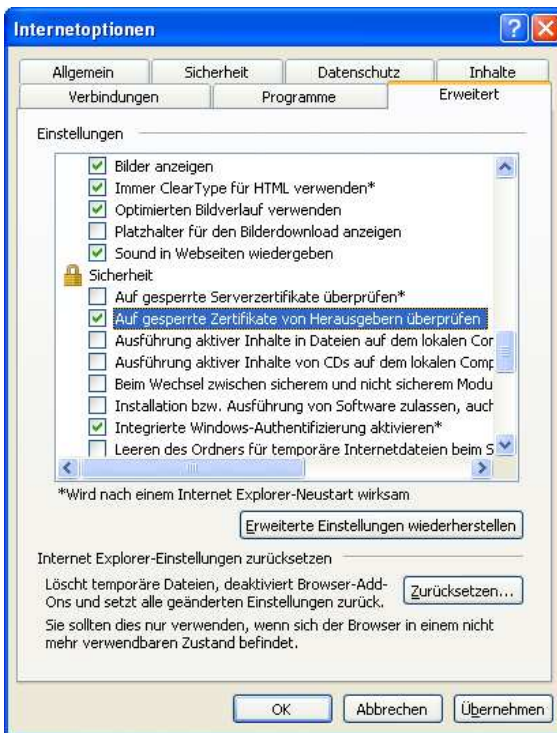 Internetoptionen
Allgemein Sicherheit Datenschutz Inhalte
Verbindungen Programme Erweitert
Einstellungen
Bilder anzeigen
Immer ClearType für HTML verwenden*
Optimierten Bildverlauf verwenden
Platzhalter für den Bilderdownload anzeigen
Sound in Webseiten wiedergeben
Sicherheit
Auf gesperrte Serverzertifikate überprüfen*
Auf gesperrte Zertifikate von Herausgebern überprüfen
Ausführung aktiver Inhalte in Dateien auf dem lokalen Cor
Ausführung aktiver Inhalte von CDs auf dem lokalen Comp
Beim Wechsel zwischen sicherem und nicht sicherem Modu
Installation bzw. Ausführung von Software zulassen, auch
Integrierte Windows-Authentifizierung aktivieren*
Leeren des Ordners für temporäre Internetdateien beim S
*Wird nach einem Internet Explorer-Neustart wirksam
Erweiterte Einstellungen wiederherstellen
Internet Explorer-Einstellungen zurücksetzen
Löscht temporäre Dateien, deaktiviert Browser-Add-
Ons und setzt alle geänderten Einstellungen zurück.
Zurücksetzen...
Sie sollten dies nur verwenden, wenn sich der Browser in einem nicht
mehr verwendbaren Zustand befindet.
OK Abbrechen Übernehmen